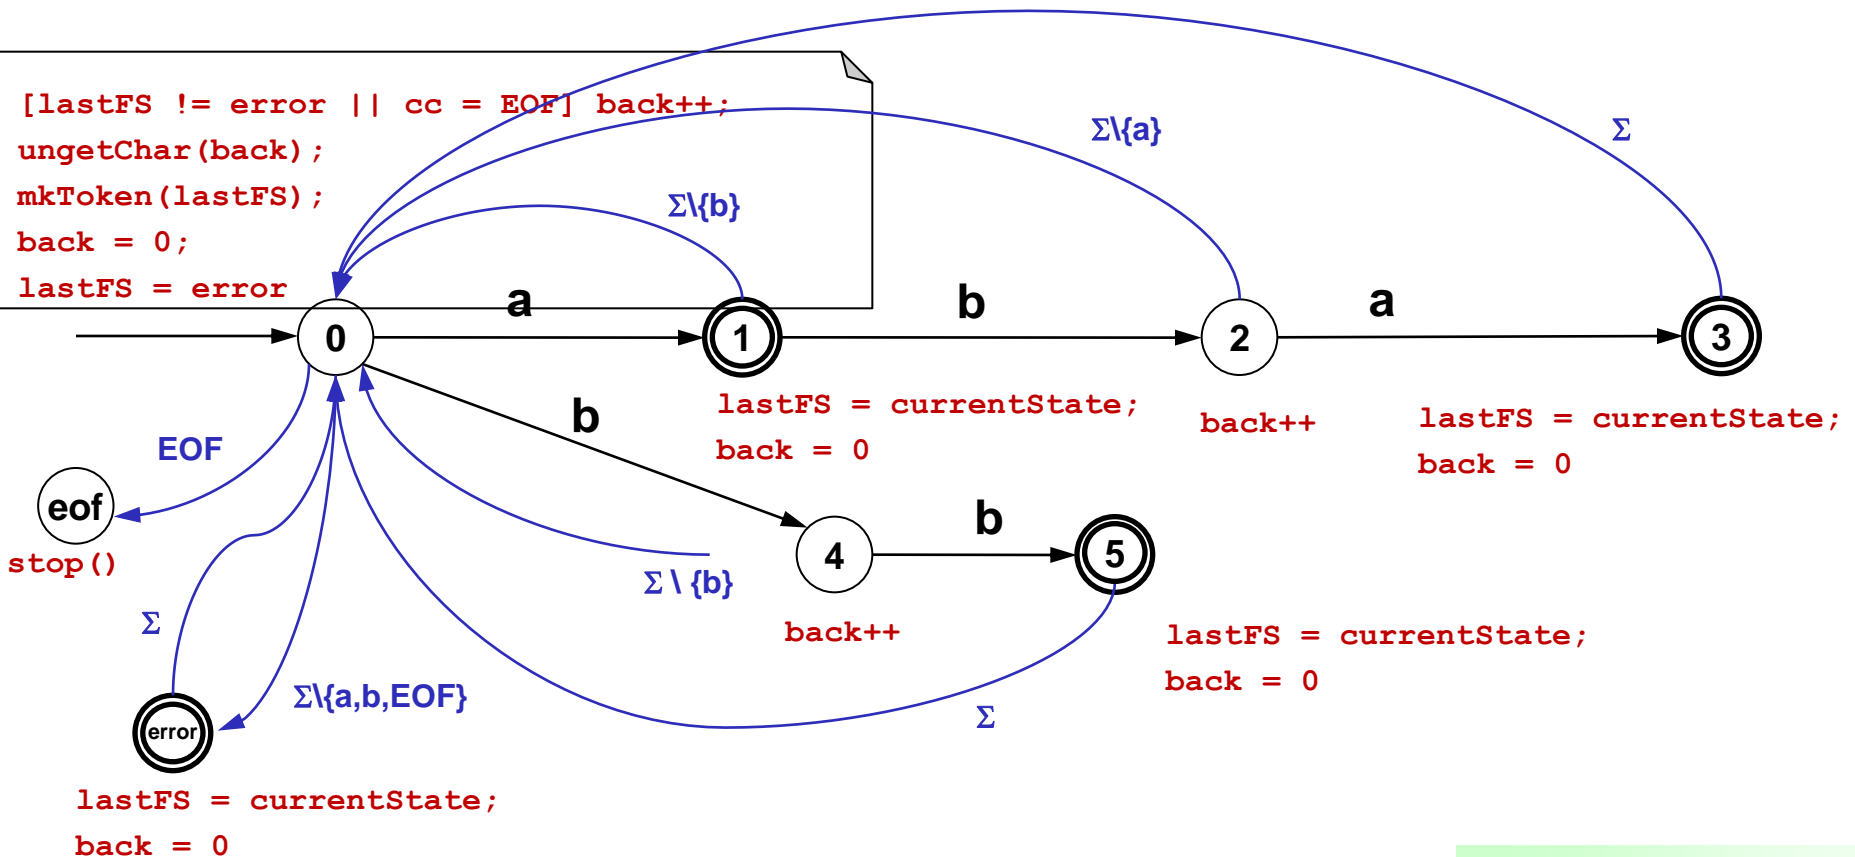 [lastFS != error || cc = EOF] back++;
ungetChar(back);
mkToken(lastFS);
back = 0;
lastFS = error
Σ\{a}
Σ
Σ\{b}
a
b
a
0
1
2
3
lastFS = currentState;
back = 0
back++
lastFS = currentState;
back = 0
b
EOF
eof
stop()
4
b
5
Σ \ {b}
back++
lastFS = currentState;
back = 0
Σ
Σ\{a,b,EOF}
Σ
error
lastFS = currentState;
back = 0